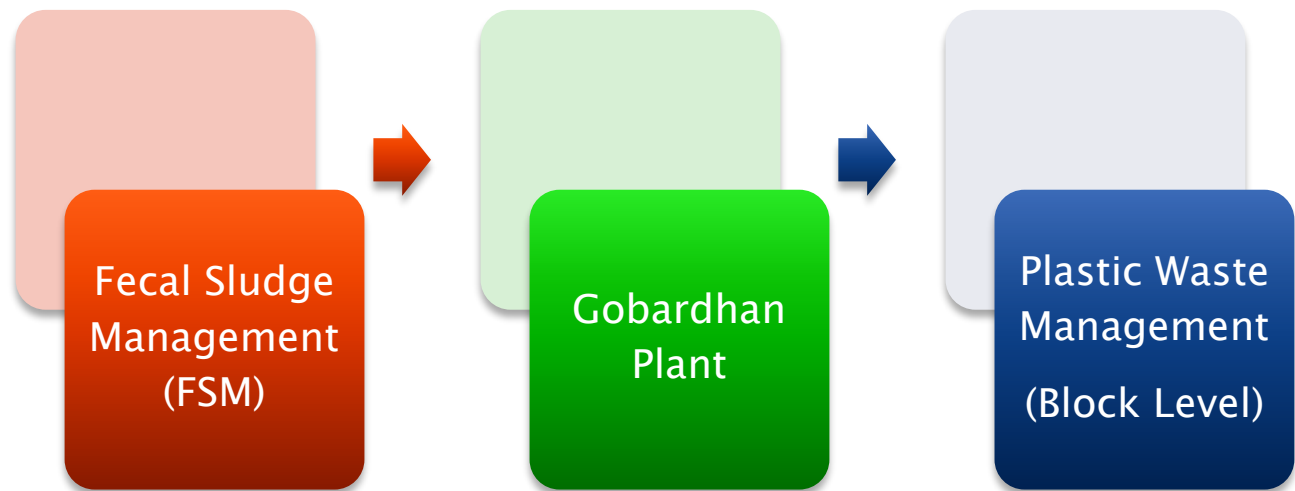 Fecal Sludge
Management
(FSM)
Gobardhan
Plant
Plastic Waste
Management
(Block Level)